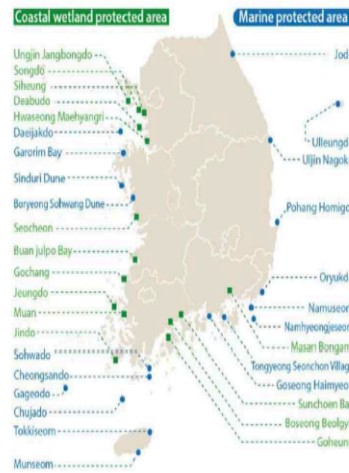 Coastal wetland protected area
Marine protected area
Ungjin Jangbongdo
Songdo
Siheung
Deabudo
Hwaseong Maehyangri
Daeijakdo
Garorim Bay
Sinduri Dune
Boryeong Sohwang Dune
Seocheon
Buan julpo Bay
Gochang
Jeungdo
Muan
Jindo
Sohwado
Cheongsando
Gageodo
Chujado
Tokkiseom
Munseom
Jod
Ulleungd
Uljin Nagok
Pohang Homigo
Oryukd
Namuseor
Namhyeongjeseor
Masan Bongan
Tongyeong Seonchon Villag
Goseong Haimyeo
Sunchoen Ba
Boseong Beolgy
Goheun